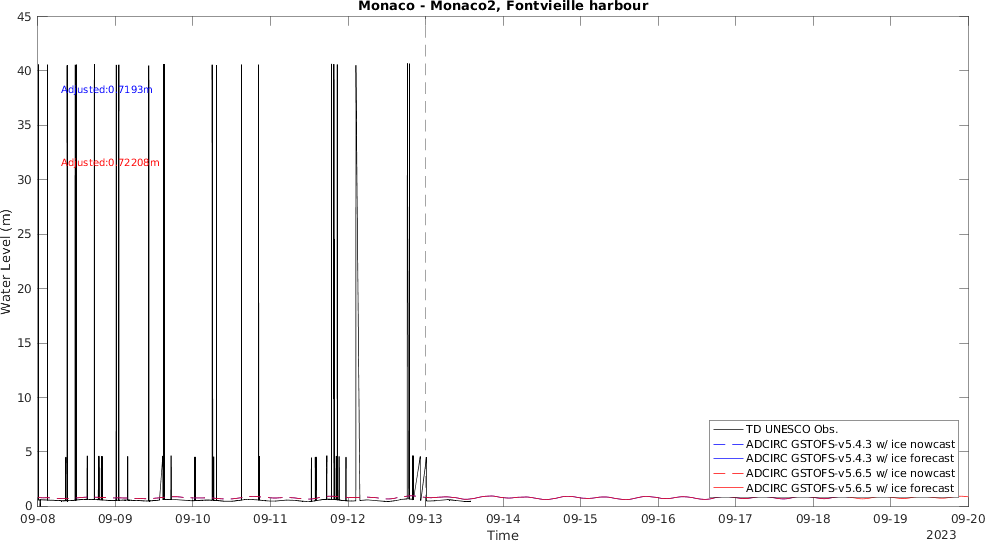 Monaco - Monaco2, Fontvieille harbour
Water Level (m)
45
40
35
30
25
20
15
10
5
0
Adjusted:0.7193m
Adjusted:0.72208m
TD UNESCO Obs.
ADCIRC GSTOFS-v5.4.3 w/ ice nowcast
ADCIRC GSTOFS-v5.4.3 w/ ice forecast
ADCIRC GSTOFS-v5.6.5 w/ ice nowcast
ADCIRC GSTOFS-v5.6.5 w/ ice forecast
09-08 09-09 09-10 09-11 09-12 09-13 09-14 09-15 09-16 09-17 09-18 09-19 09-20
Time
2023